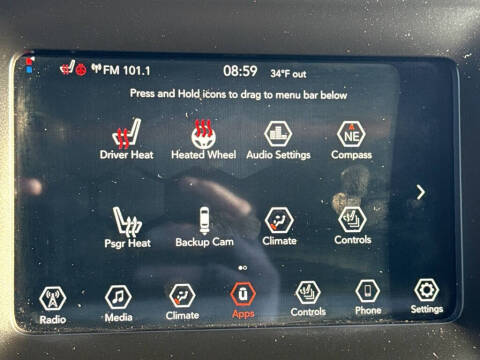 FM 101.1 08:59 34°F out
Press and Hold icons to drag to menu bar below
NE
Driver Heat Heated Wheel Audio Settings Compass
Psgr Heat Backup Cam Climate Controls
Radio Media Climate Apps Controls Phone Settings